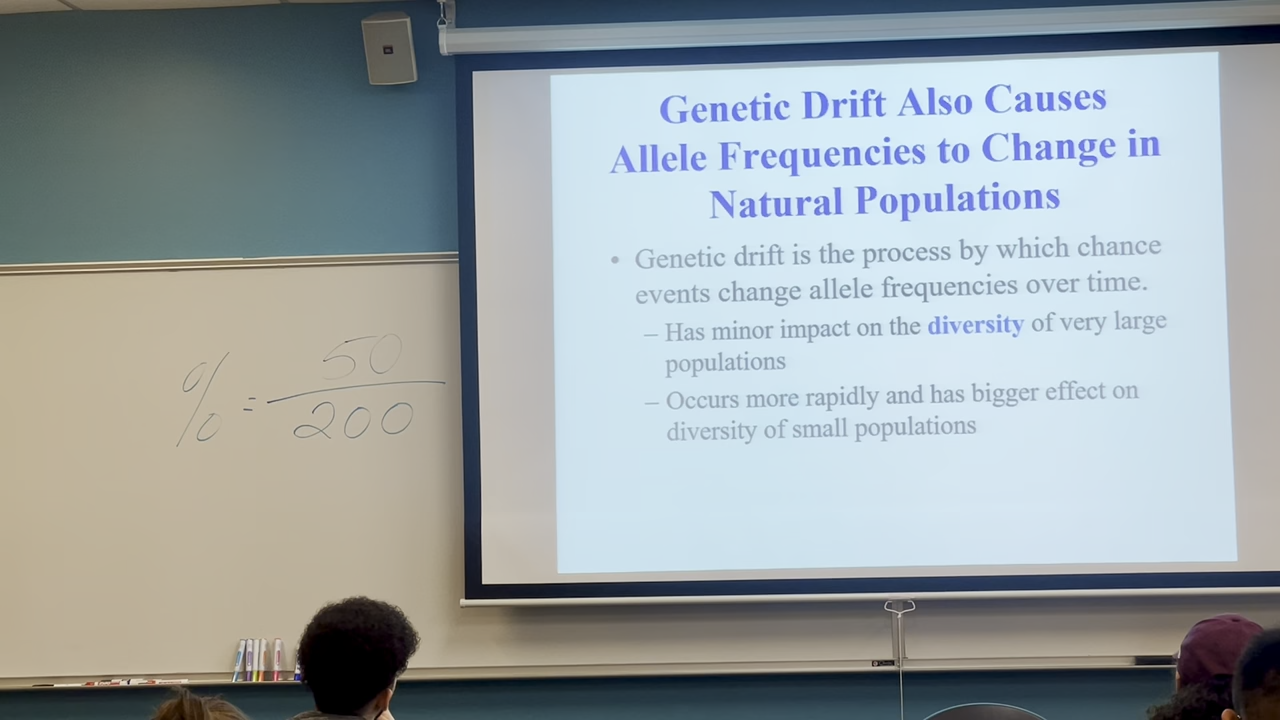 Genetic Drift Also Causes
Allele Frequencies to Change in
Natural Populations
• Genetic drift is the process by which chance
events change allele frequencies over time.
– Has minor impact on the diversity of very large
populations
– Occurs more rapidly and has bigger effect on
diversity of small populations
% = 50
200